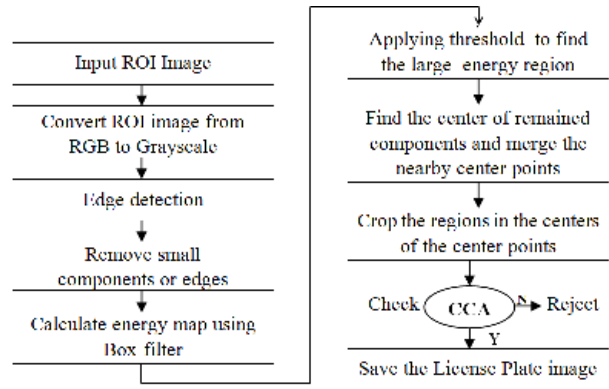 Input ROI Image
Convert ROI image from
RGB to Grayscale
Edge detection
Remove small
components or edges
Calculate energy map using
Box filter
Applying threshold to find
the large energy region
Find the center of remained
components and merge the
nearby center points
Crop the regions in the centers
of the center points
Check CCA N Reject
Y
Save the License Plate image